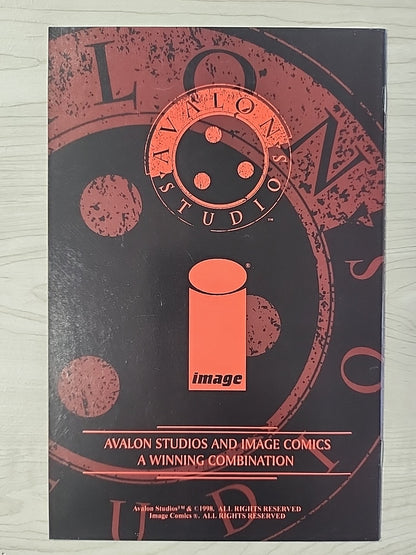 AVALON STUDIOS
™
®
image
AVALON STUDIOS AND IMAGE COMICS
A WINNING COMBINATION
Avalon Studios™ & ©1998. ALL RIGHTS RESERVED
Image Comics ®. ALL RIGHTS RESERVED